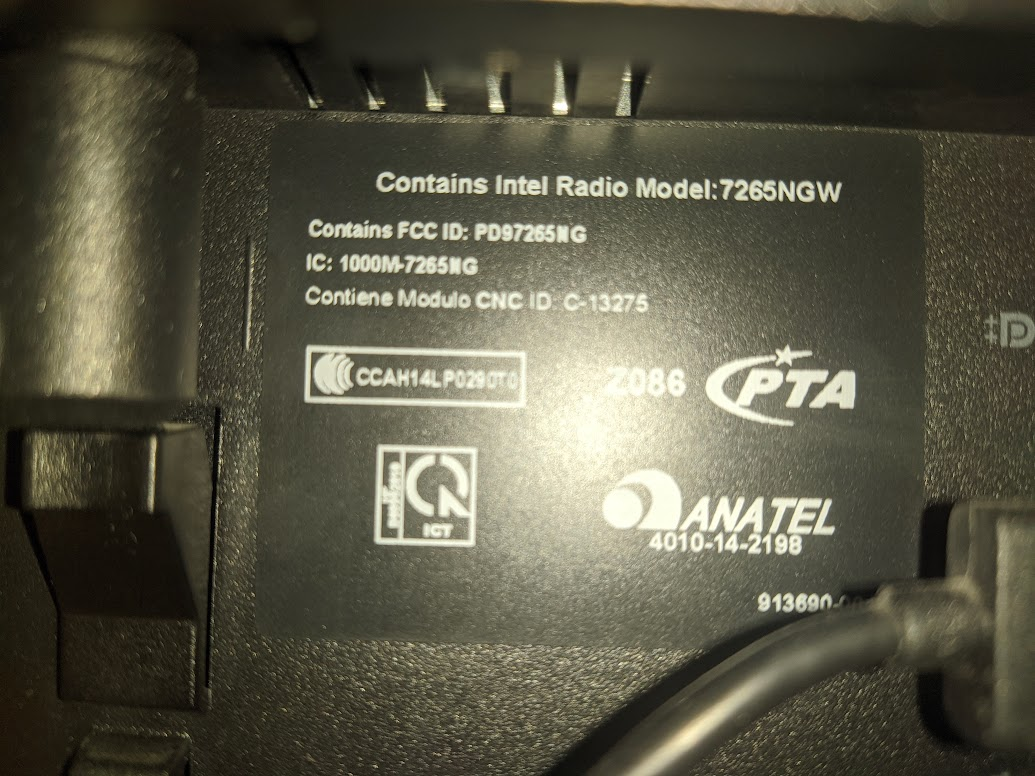 Contains Intel Radio Model:7265NGW
Contains FCC ID: PD97265NG
IC: 1000M-7265NG
Contiene Modulo CNC ID C-13275
CCAH14LP0290T0
Z086
PTA
ICT
ANATEL
4010-14-2198